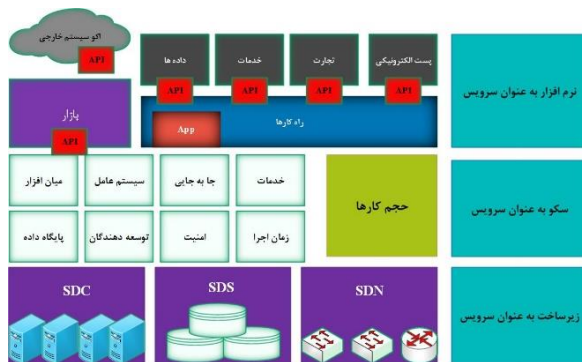 اکو سیستم خارجی
API
داده ها
خدمات
تجارت
پست الکترونیکی
API
API
API
API
نرم افزار به عنوان سرویس
بازار
API
راه کارها
App
میان افزار
سیستم عامل
جا به جایی
خدمات
پایگاه داده
توسعه دهندگان
امنیت
زمان اجرا
حجم کارها
سکو به عنوان سرویس
SDC
SDS
SDN
زیرساخت به عنوان سرویس